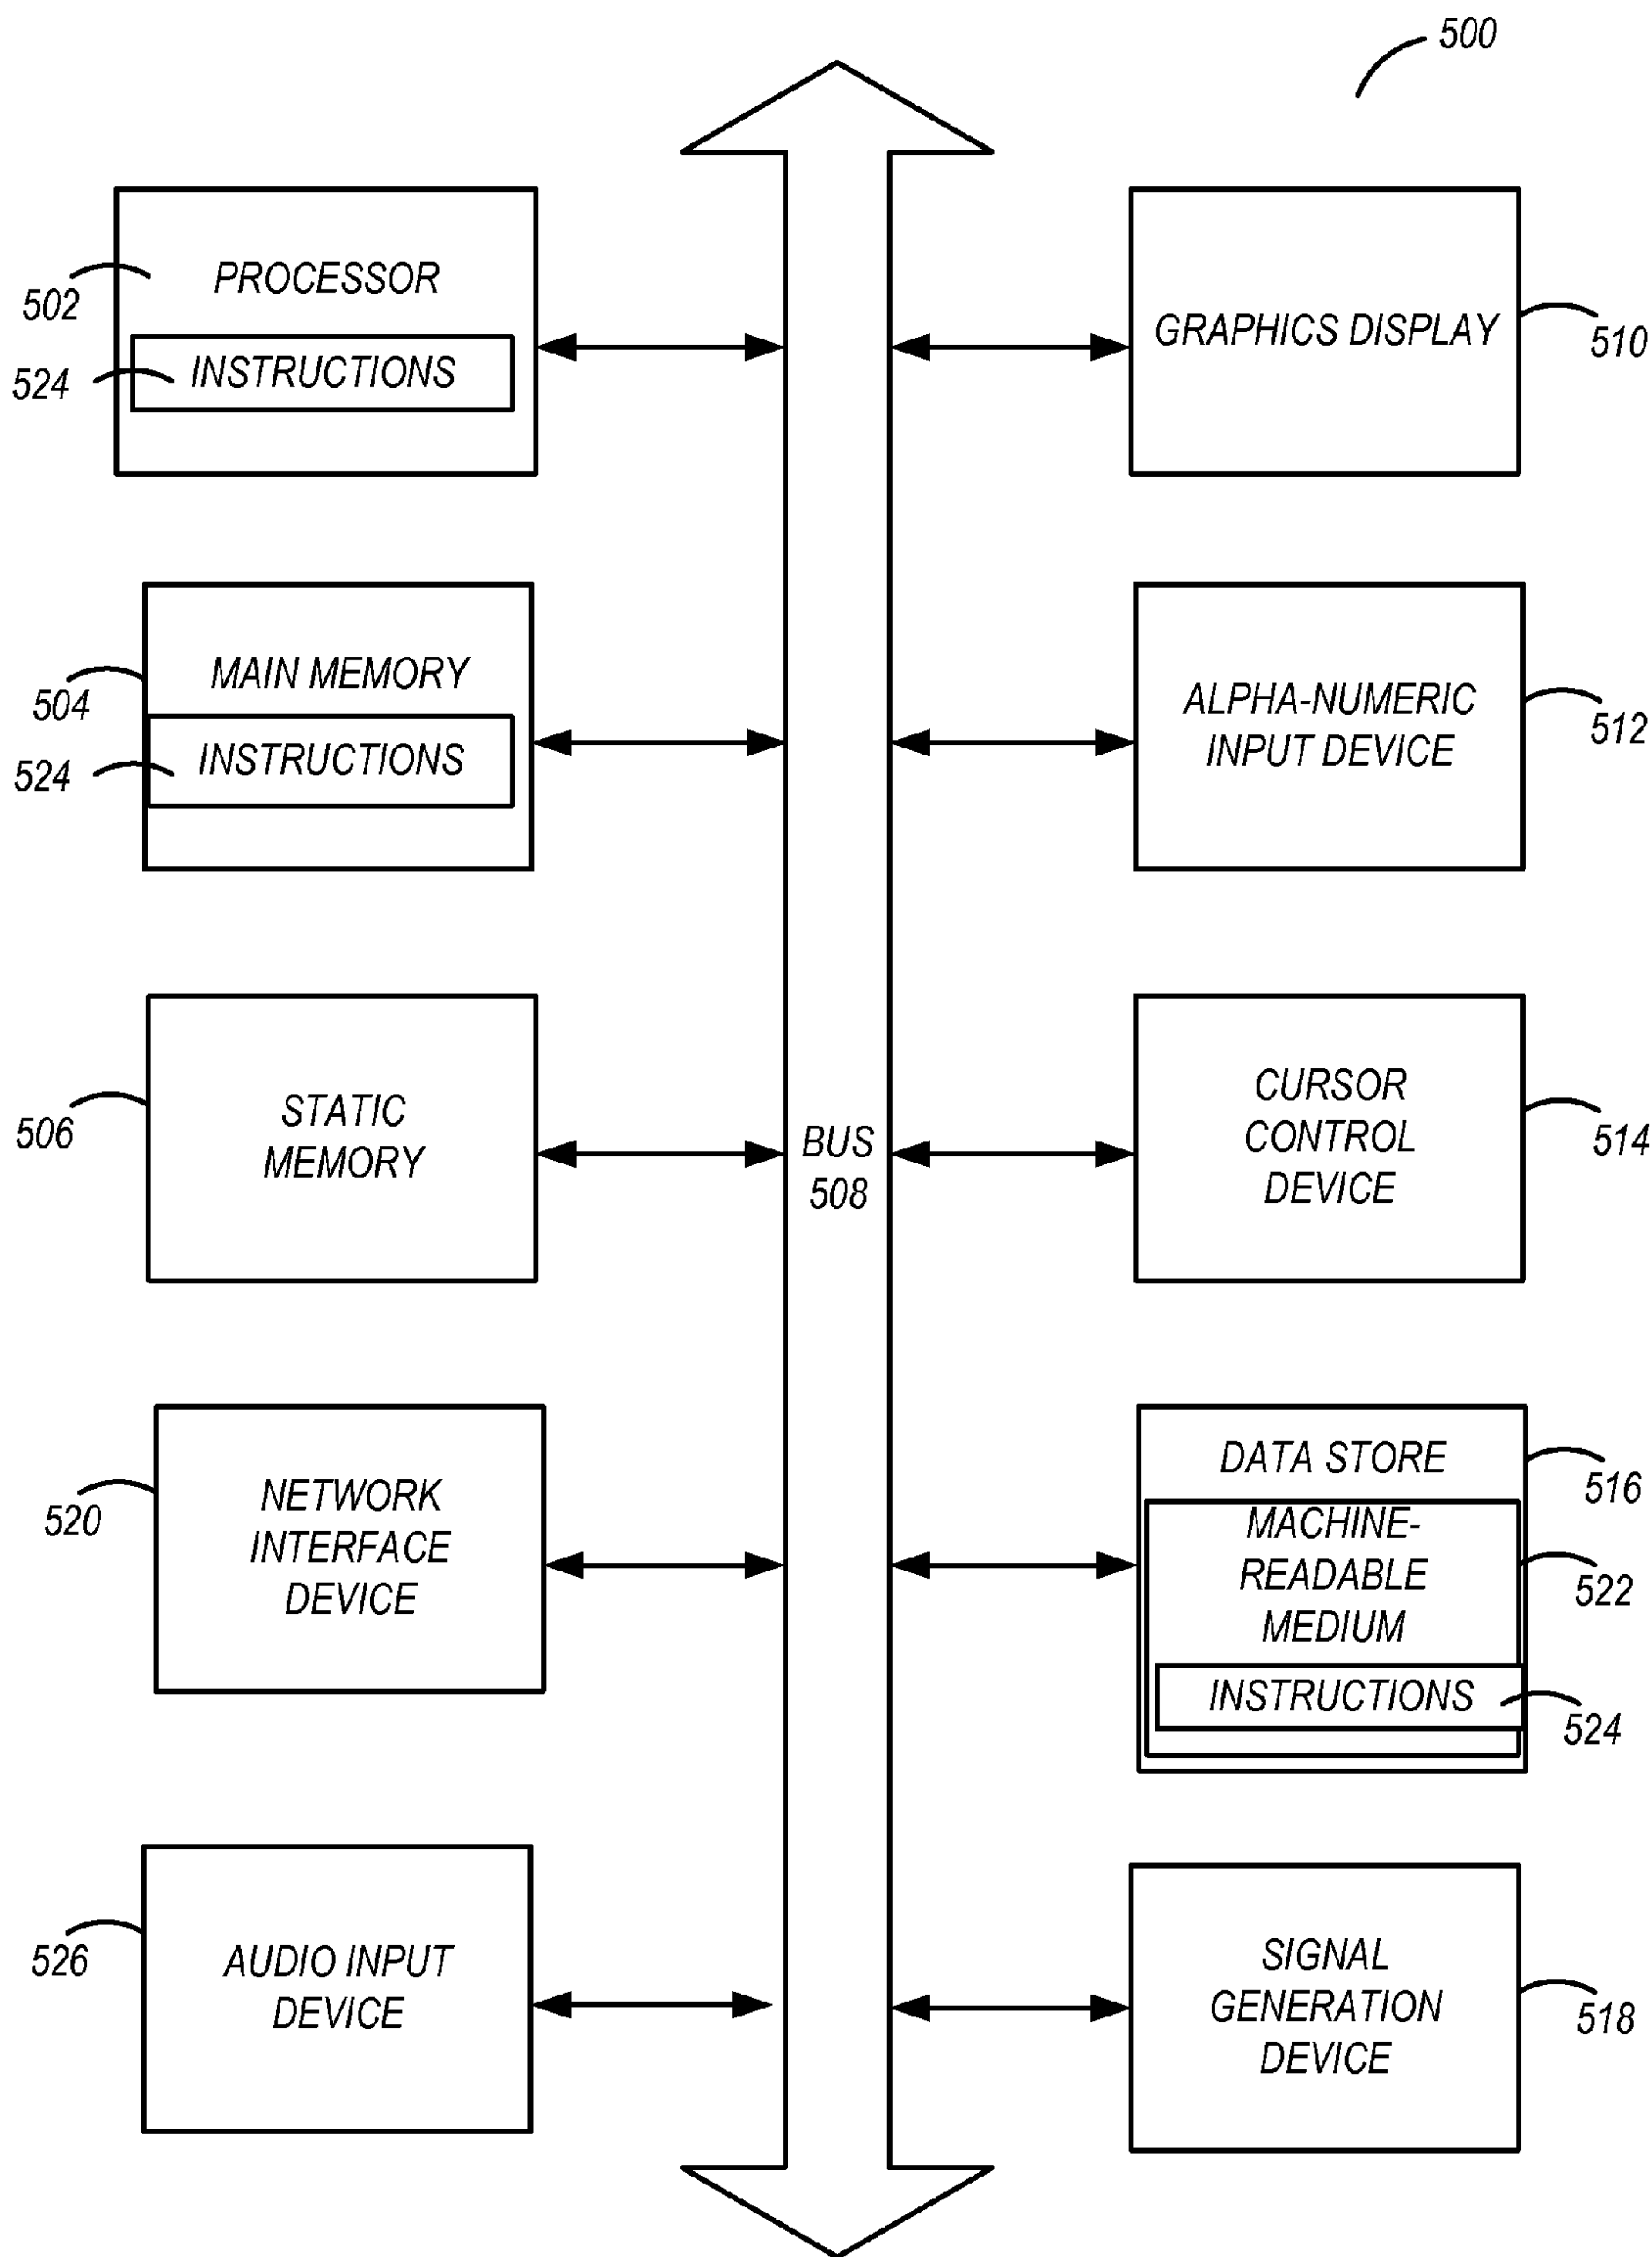 500
PROCESSOR
502
INSTRUCTIONS
524
MAIN MEMORY
504
INSTRUCTIONS
524
STATIC
MEMORY
506
NETWORK
INTERFACE
DEVICE
520
AUDIO INPUT
DEVICE
526
BUS
508
GRAPHICS DISPLAY
510
ALPHA-NUMERIC
INPUT DEVICE
512
CURSOR
CONTROL
DEVICE
514
DATA STORE
516
MACHINE-
READABLE
MEDIUM
522
INSTRUCTIONS
524
SIGNAL
GENERATION
DEVICE
518